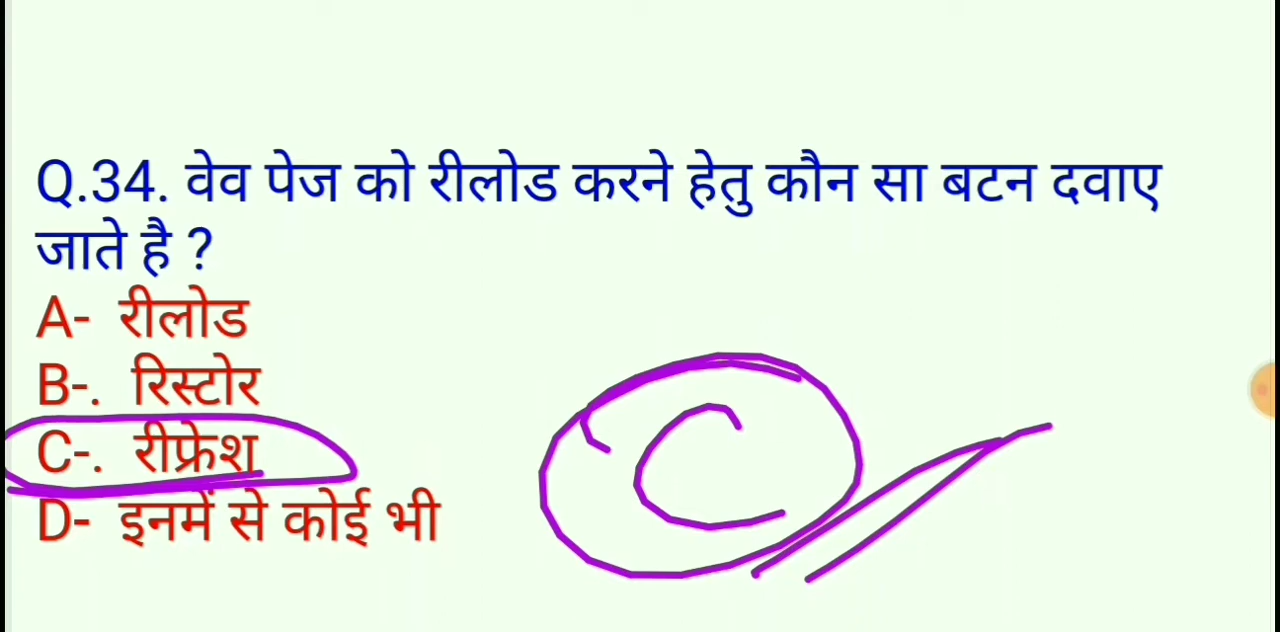 Q.34. वेव पेज को रीलोड करने हेतु कौन सा बटन दवाए
जाते है ?
A- रीलोड
B-. रिस्टोर
C-. रीफ्रेश
D- इनमें से कोई भी
C